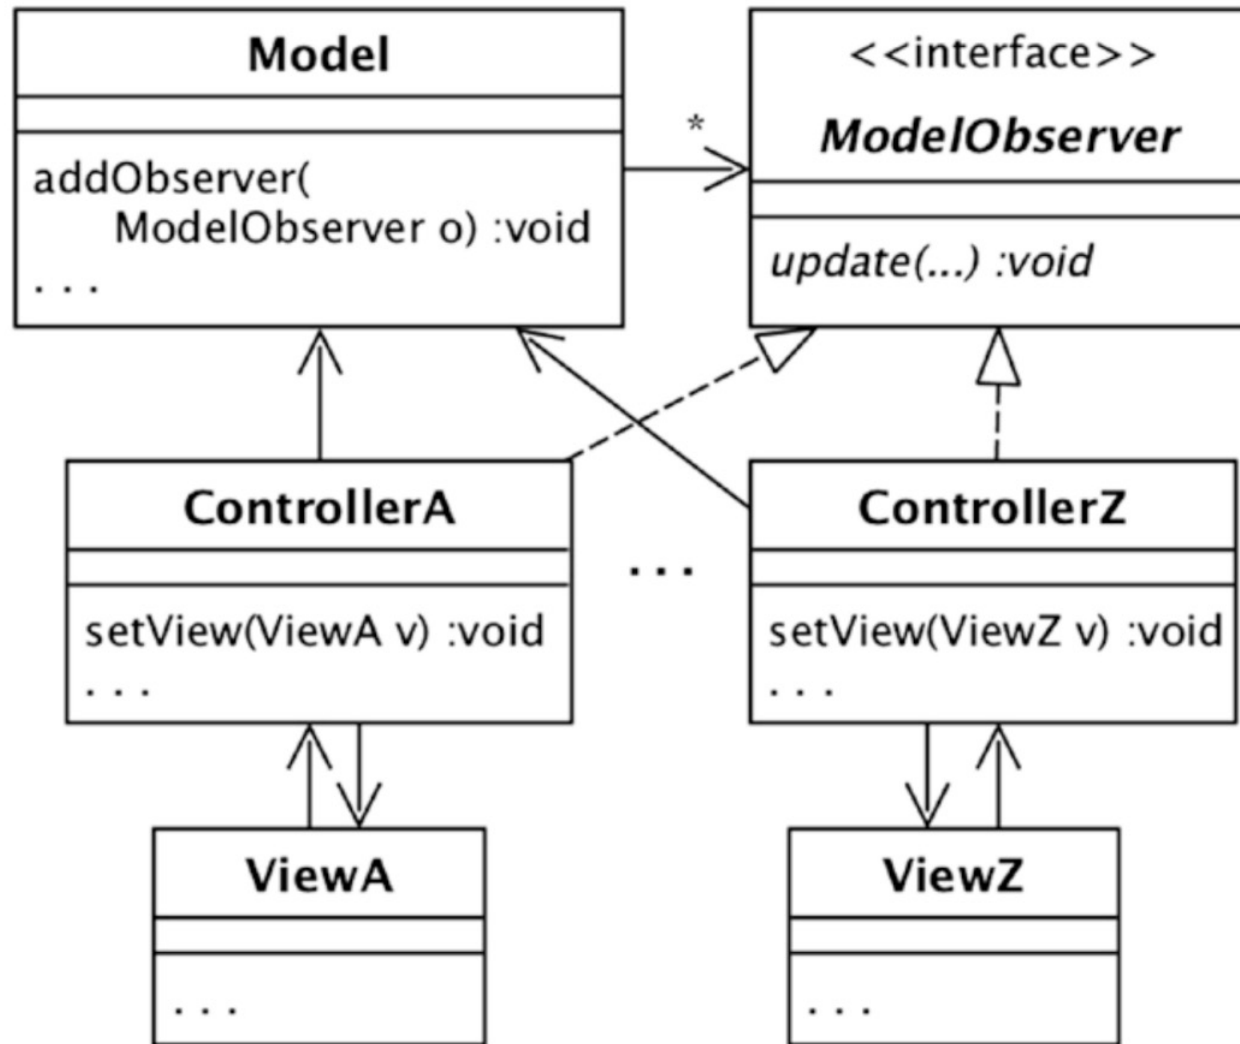 Model
addObserver(
ModelObserver o) :void
. . .
*
<<interface>>
ModelObserver
update(...) :void
ControllerA
setView(ViewA v) :void
. . .
. . .
ControllerZ
setView(ViewZ v) :void
. . .
ViewA
. . .
ViewZ
. . .